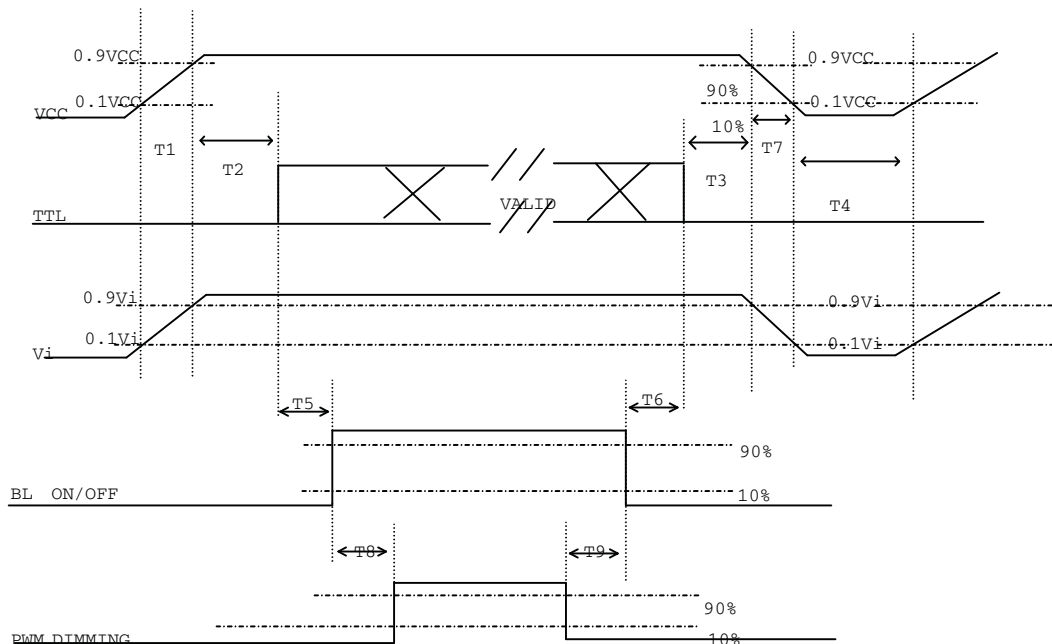 0.9VCC
0.9VCC
90%
0.1VCC
0.1VCC
VCC
10%
T1
T7
T2
T3
VALID
T4
TTL
0.9Vi
0.9Vi
0.1Vi
0.1Vi
Vi
T5
T6
90%
BL ON/OFF
10%
T8
T9
90%
PWM DIMMING
10%